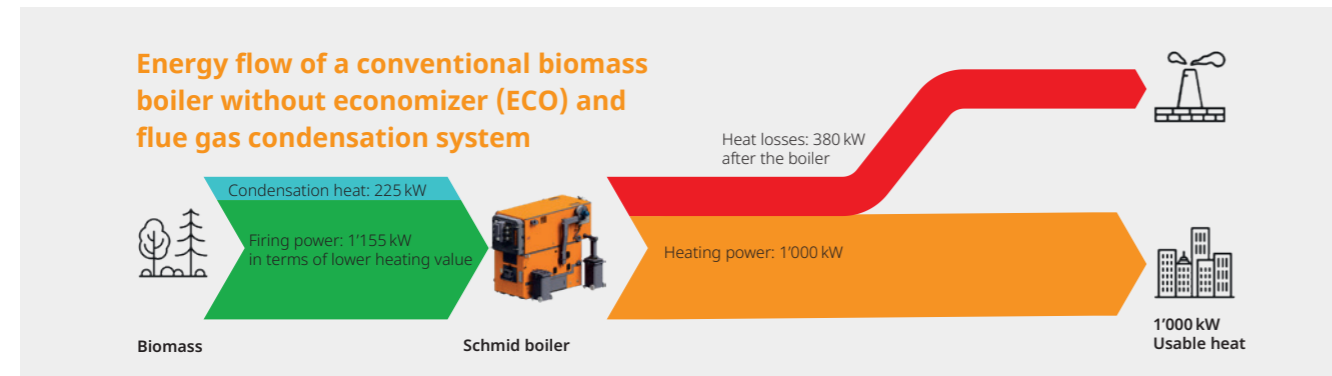 Energy flow of a conventional biomass
boiler without economizer (ECO) and
flue gas condensation system
Heat losses: 380 kW
after the boiler
Condensation heat: 225 kW
Firing power: 1’155 kW
in terms of lower heating value
Heating power: 1’000 kW
Biomass
Schmid boiler
1’000 kW
Usable heat